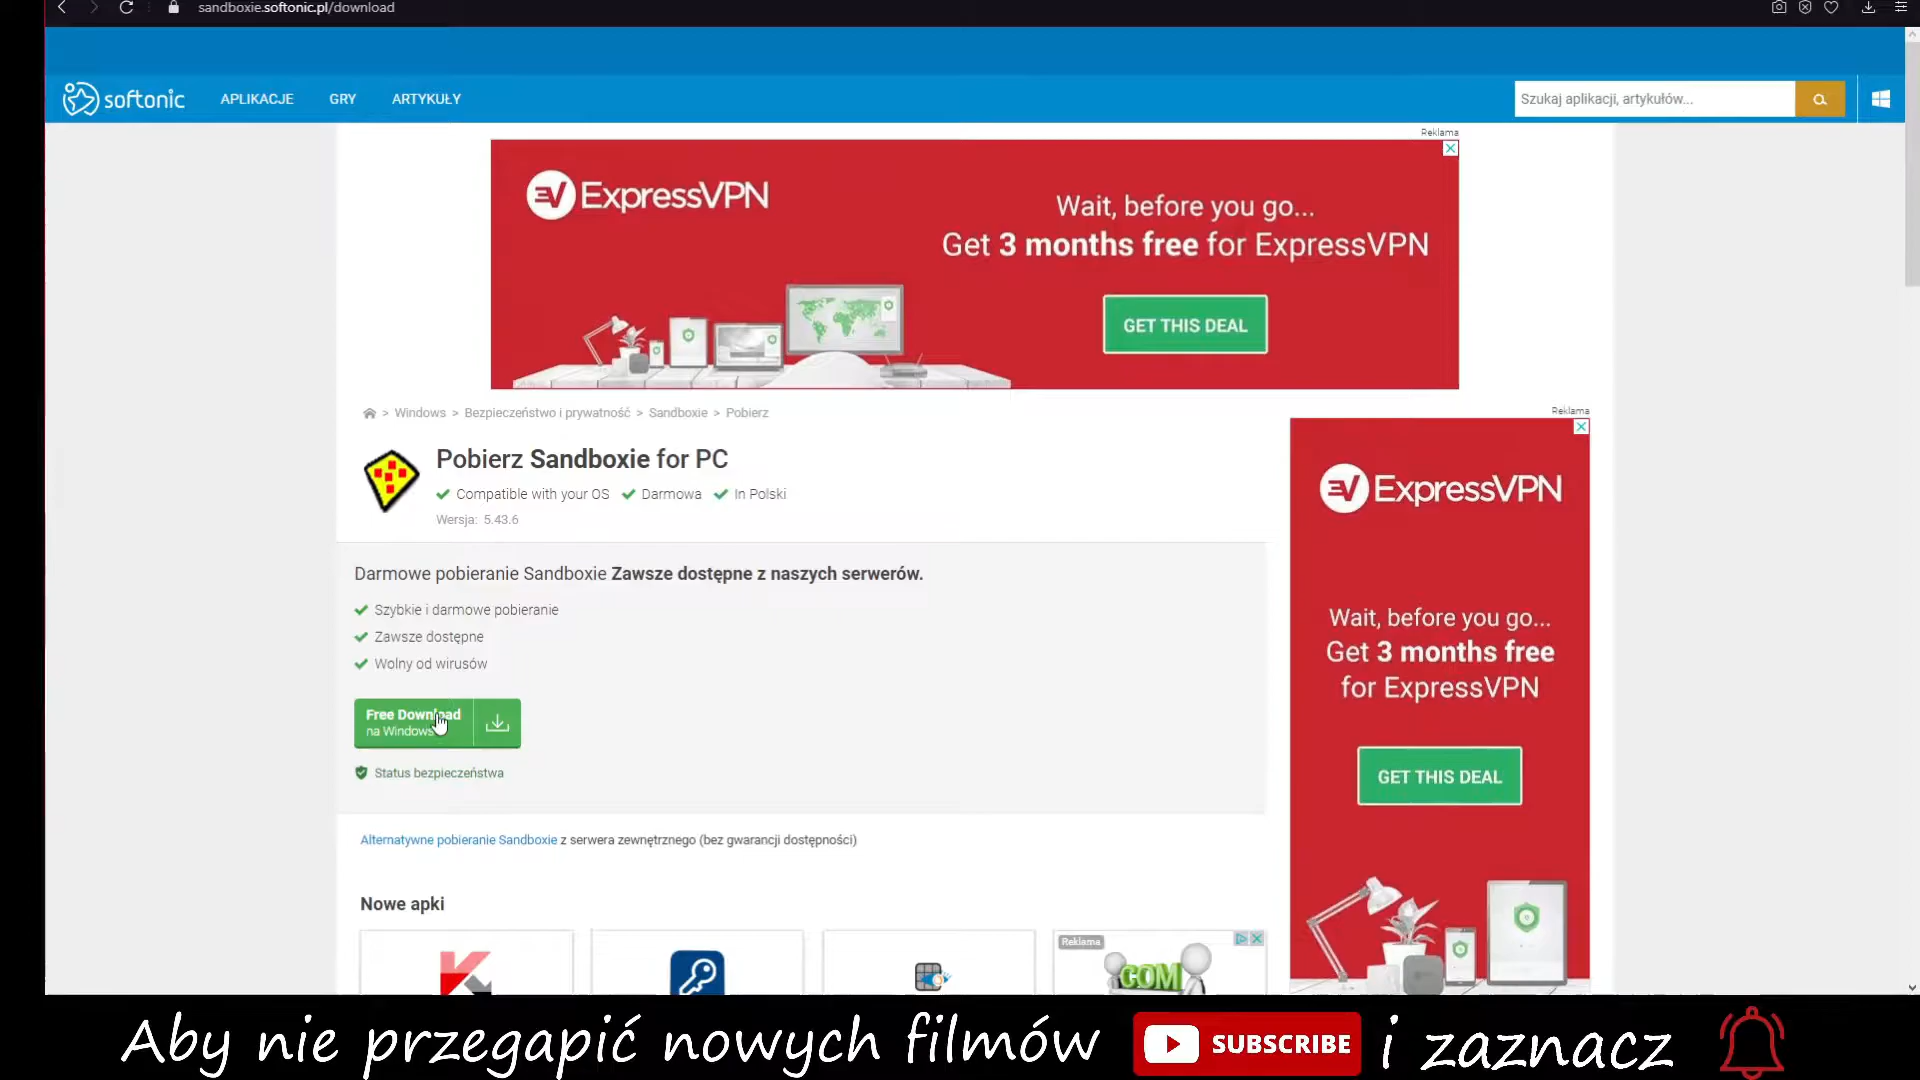 sandboxie.softonic.pl/download
softonic
APLIKACJE
GRY
ARTYKUŁY
Szukaj aplikacji, artykułów...
Reklama
ExpressVPN
Wait, before you go...
Get 3 months free for ExpressVPN
GET THIS DEAL
> Windows > Bezpieczeństwo i prywatność > Sandboxie > Pobierz
Pobierz Sandboxie for PC
Compatible with your OS
Darmowa
In Polski
Wersja: 5.43.6
Darmowe pobieranie Sandboxie Zawsze dostępne z naszych serwerów.
Szybkie i darmowe pobieranie
Zawsze dostępne
Wolny od wirusów
Free Download
na Windows
Status bezpieczeństwa
Alternatywne pobieranie Sandboxie z serwera zewnętrznego (bez gwarancji dostępności)
Nowe apki
Reklama
COM
Reklama
ExpressVPN
Wait, before you go...
Get 3 months free
for ExpressVPN
GET THIS DEAL
Aby nie przegapić nowych filmów SUBSCRIBE i zaznacz